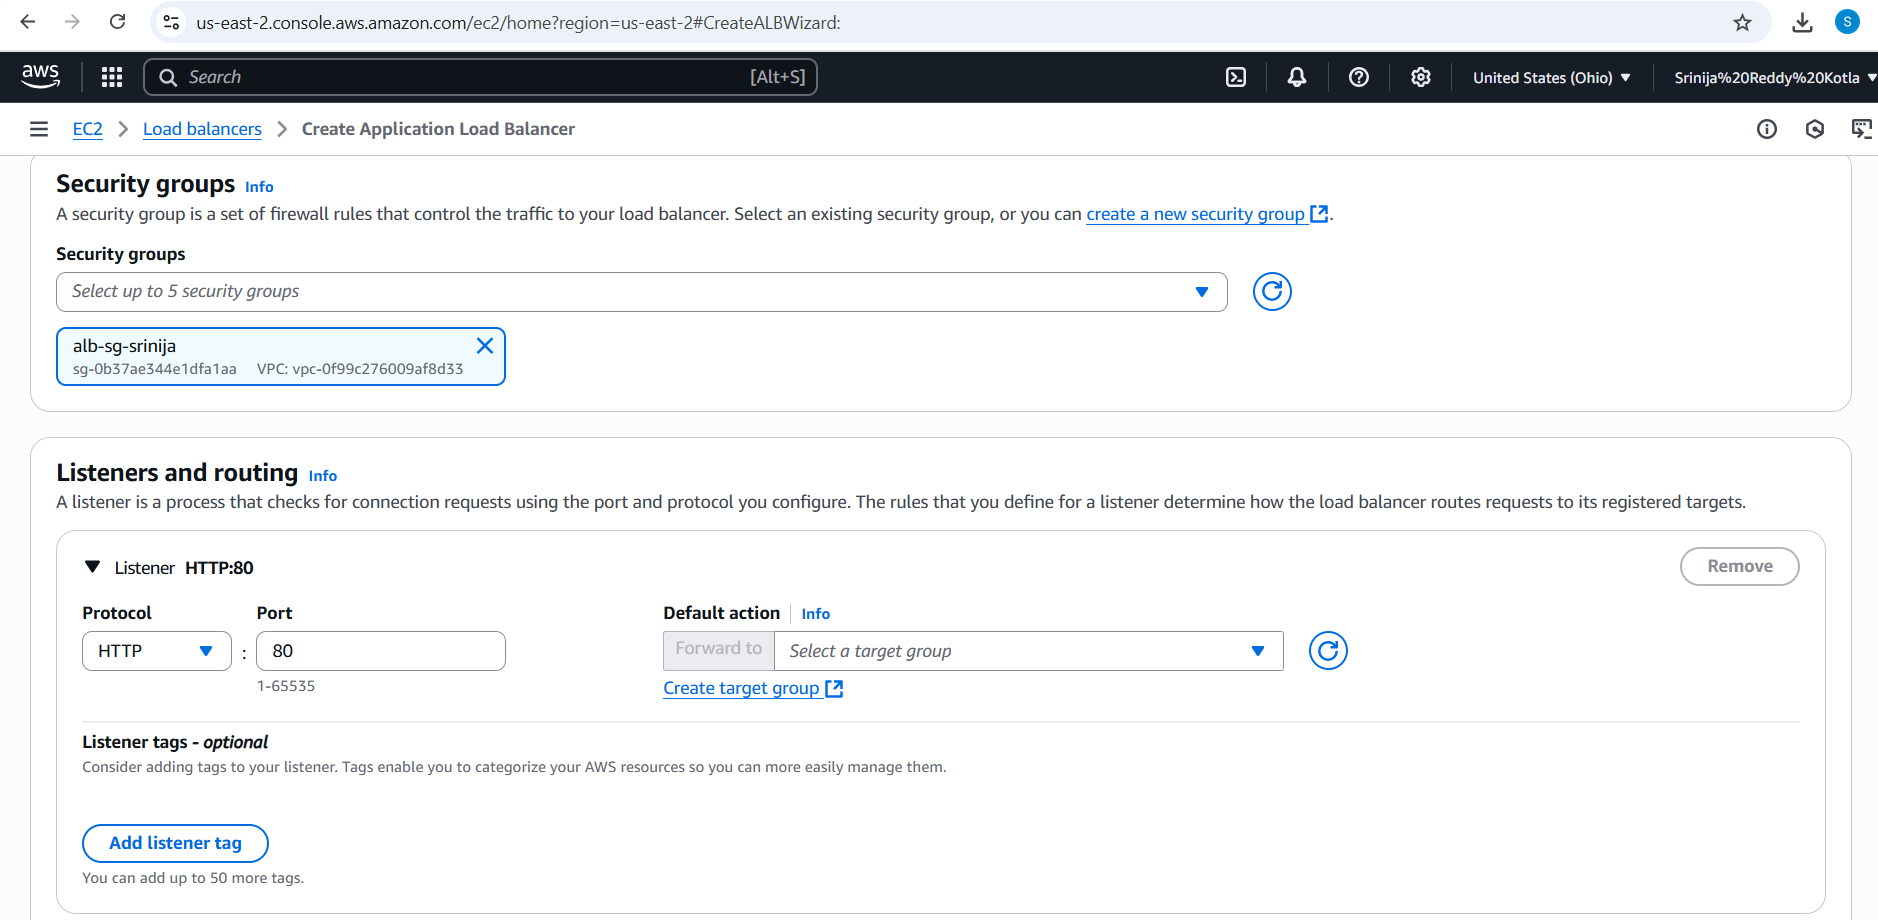 us-east-2.console.aws.amazon.com/ec2/home?region=us-east-2#CreateALBWizard:
S
aws
Search
[Alt+S]
United States (Ohio)
Srinija%20Reddy%20Kotla
EC2
Load balancers
Create Application Load Balancer
Security groups Info
A security group is a set of firewall rules that control the traffic to your load balancer. Select an existing security group, or you can create a new security group.
Security groups
Select up to 5 security groups
alb-sg-srinija
sg-0b37ae344e1dfa1aa VPC: vpc-0f99c276009af8d33
Listeners and routing Info
A listener is a process that checks for connection requests using the port and protocol you configure. The rules that you define for a listener determine how the load balancer routes requests to its registered targets.
Listener HTTP:80
Remove
Protocol Port Default action Info
HTTP : 80 Forward to Select a target group
1-65535
Create target group
Listener tags - optional
Consider adding tags to your listener. Tags enable you to categorize your AWS resources so you can more easily manage them.
Add listener tag
You can add up to 50 more tags.